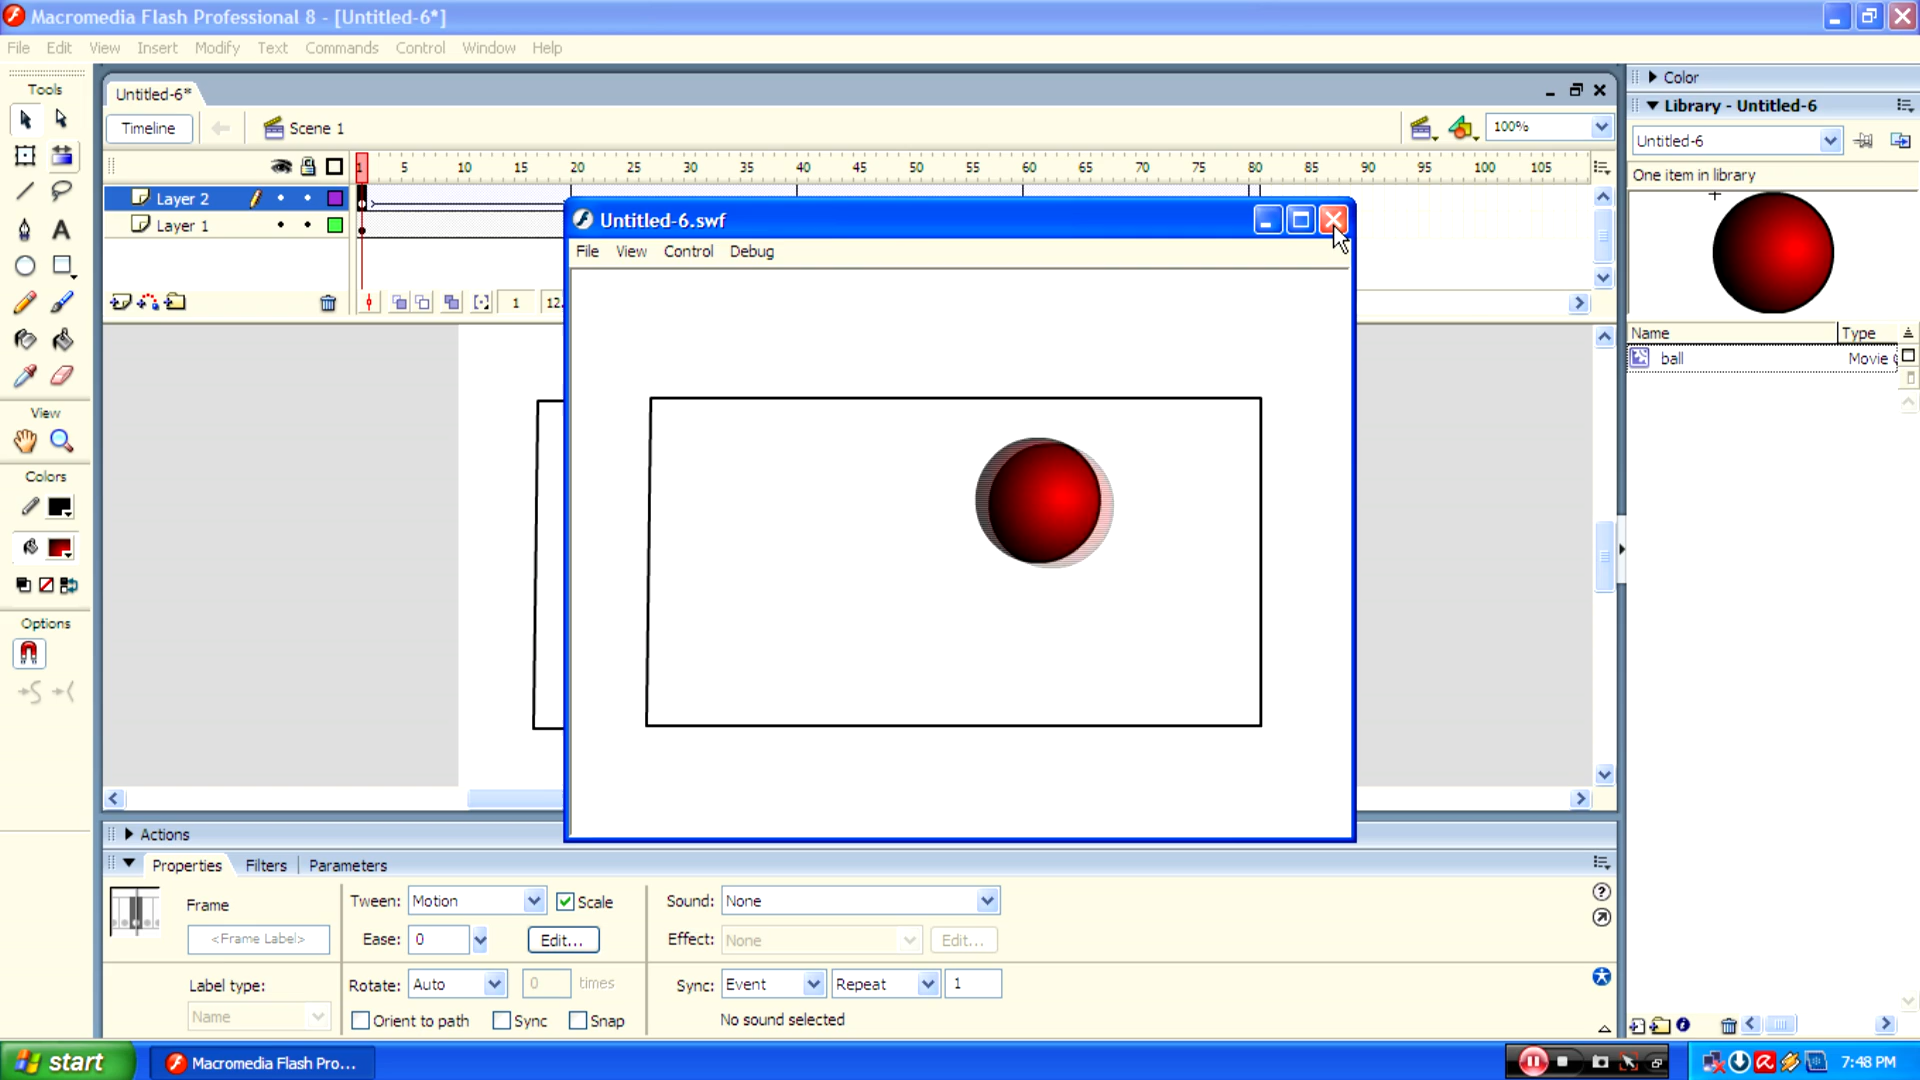 Macromedia Flash Professional 8 - [Untitled-6*]
File Edit View Insert Modify Text Commands Control Window Help
Tools
Untitled-6*
Color
Library - Untitled-6
Timeline
Scene 1
100%
Untitled-6
1 5 10 15 20 25 30 35 40 45 50 55 60 65 70 75 80 85 90 95 100 105
One item in library
Layer 2
Layer 1
Untitled-6.swf
File View Control Debug
1 12.
Name Type
ball Movie
View
Colors
Options
Actions
Properties Filters Parameters
Frame
<Frame Label>
Label type:
Name
Tween: Motion Scale
Ease: 0 Edit...
Rotate: Auto 0 times
Orient to path Sync Snap
Sound: None
Effect: None Edit...
Sync: Event Repeat 1
No sound selected
start
Macromedia Flash Pro...
7:48 PM